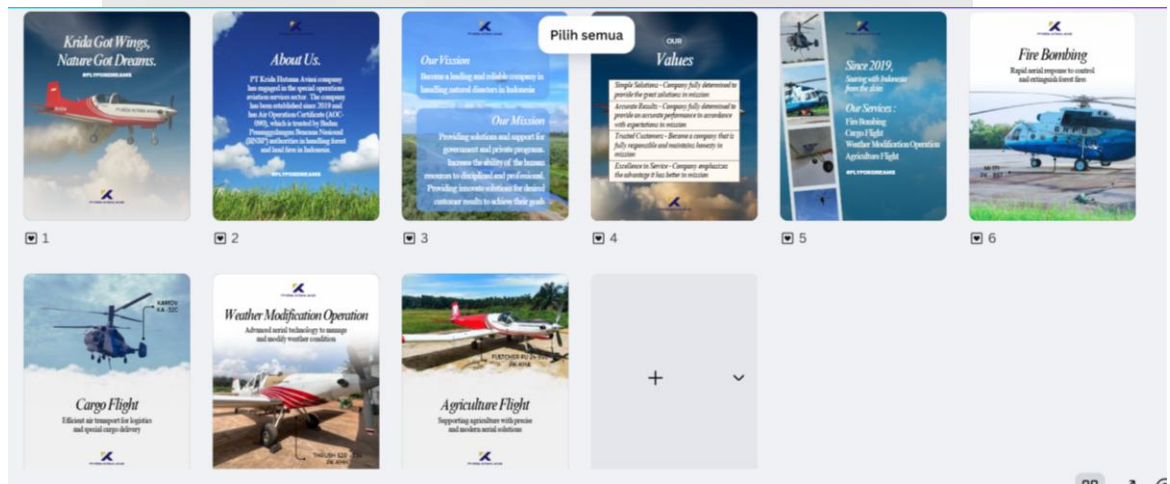 Pilih semua
Krida Got Wings,
Nature Got Dreams.
#FLYFORDREAMS
1
About Us.
PT Krida Hutama Aviasi company
has engaged in the special operations
aviation services sector. The company
has been established since 2019 and
has Air Operation Certificate (AOC-
090), which is trusted by Badan
Penanggulangan Bencana Nasional
(BNBP) authorities in handling forest
and land fires in Indonesia.
#FLYFORDREAMS
2
Our Vission
Become a leading and reliable company in
handling natural disasters in Indonesia
Our Mission
Providing solutions and support for
government and private programs.
Increase the ability of the human
resources to disciplined and professional.
Providing innovate solutions for desired
customer results to achieve their goals
3
OUR
Values
Simple Solutions - Company fully determined to
provide the great solutions in mission
Accurate Results - Company fully determined to
provide an accurate performance in accordance
with expectations in mission
Trusted Customers - Become a company that is
fully responsible and maintains honesty in
mission
Excellence in Service - Company emphasizes
the advantage it has better in mission
4
Since 2019,
Soaring with Indonesia
from the skies
Our Services :
Fire Bombing
Cargo Flight
Weather Modification Operation
Agriculture Flight
#FLYFORDREAMS
5
Fire Bombing
Rapid aerial response to control
and extinguish forest fires
6
KAMOV
KA-32C
Cargo Flight
Efficient air transport for logistics
and special cargo delivery
Weather Modification Operation
Advanced aerial technology to manage
and modify weather condition
Agriculture Flight
Supporting agriculture with precise
and modern aerial solutions